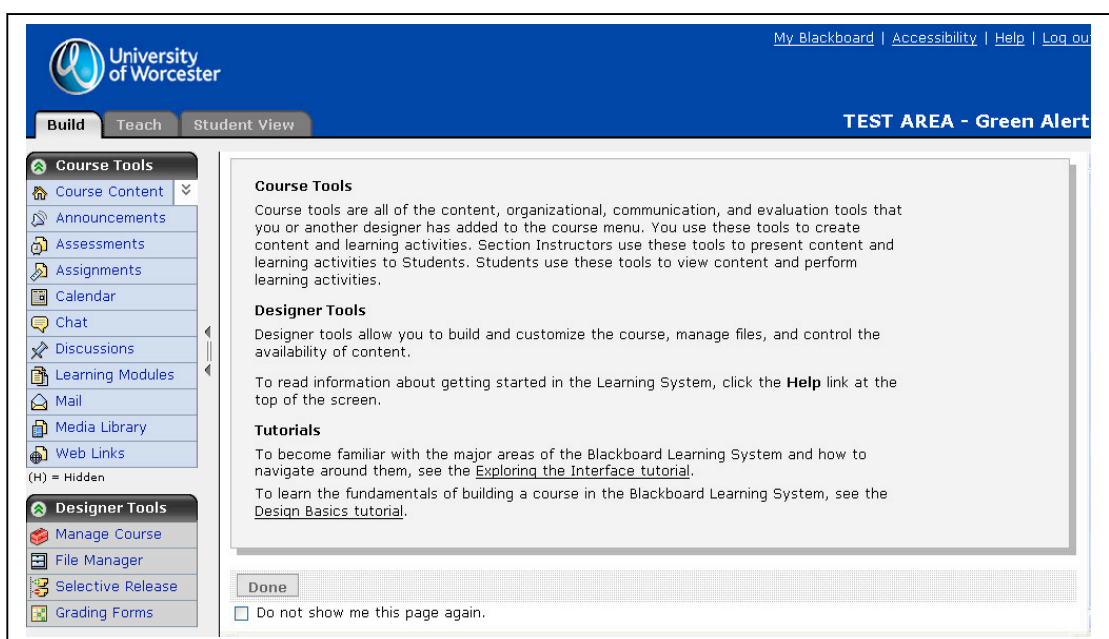 University
of Worcester
My Blackboard | Accessibility | Help | Log out
Build Teach Student View
TEST AREA - Green Alert
Course Tools
Course Content
Announcements
Assessments
Assignments
Calendar
Chat
Discussions
Learning Modules
Mail
Media Library
Web Links
(H) = Hidden
Designer Tools
Manage Course
File Manager
Selective Release
Grading Forms
Course Tools
Course tools are all of the content, organizational, communication, and evaluation tools that
you or another designer has added to the course menu. You use these tools to create
content and learning activities. Section Instructors use these tools to present content and
learning activities to Students. Students use these tools to view content and perform
learning activities.
Designer Tools
Designer tools allow you to build and customize the course, manage files, and control the
availability of content.
To read information about getting started in the Learning System, click the Help link at the
top of the screen.
Tutorials
To become familiar with the major areas of the Blackboard Learning System and how to
navigate around them, see the Exploring the Interface tutorial.
To learn the fundamentals of building a course in the Blackboard Learning System, see the
Design Basics tutorial.
Done
Do not show me this page again.